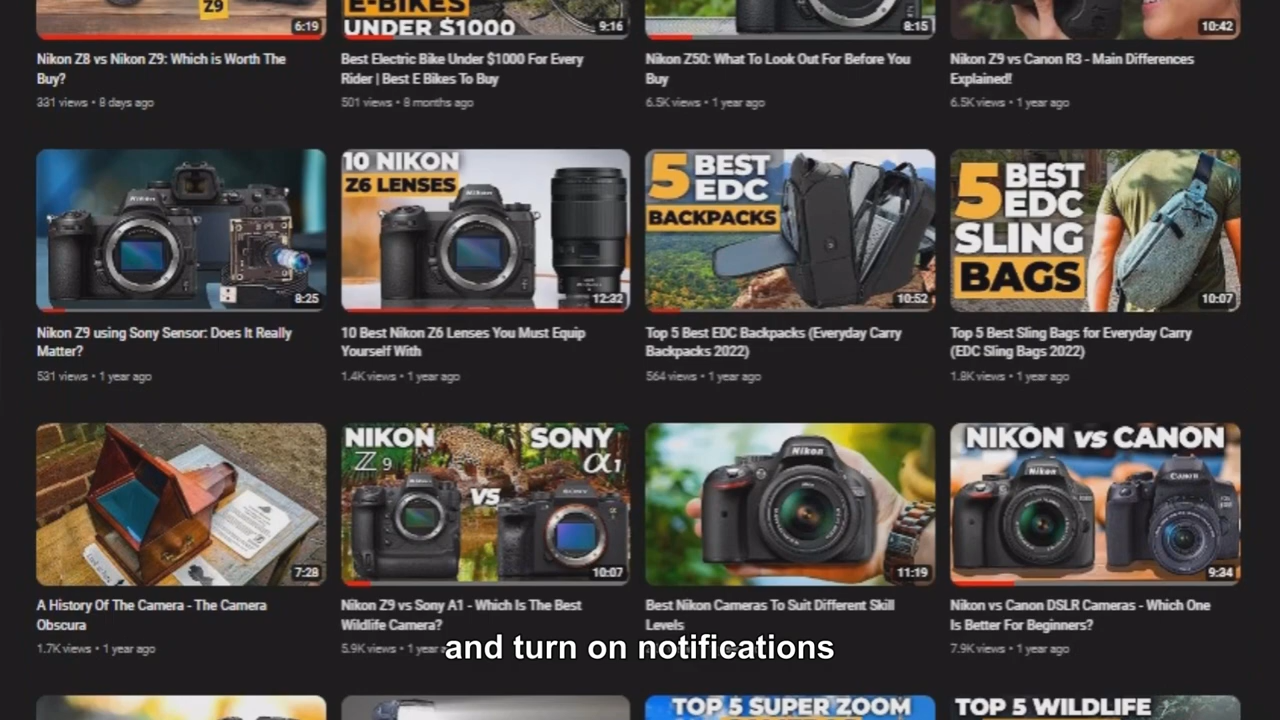 Z9
6:19
E-BIKES
UNDER $1000
9:16
8:15
10:42
Nikon Z8 vs Nikon Z9: Which is Worth The
Buy?
331 views • 8 days ago
Best Electric Bike Under $1000 For Every
Rider | Best E Bikes To Buy
501 views • 8 months ago
Nikon Z50: What To Look Out For Before You
Buy
6.5K views • 1 year ago
Nikon Z9 vs Canon R3 - Main Differences
Explained!
6.5K views • 1 year ago
Nikon
8:25
10 NIKON
Z6 LENSES
Nikon
12:32
5 BEST
EDC
BACKPACKS
10:52
5 BEST
EDC
SLING
BAGS
10:07
Nikon Z9 using Sony Sensor: Does It Really
Matter?
531 views • 1 year ago
10 Best Nikon Z6 Lenses You Must Equip
Yourself With
1.4K views • 1 year ago
Top 5 Best EDC Backpacks (Everyday Carry
Backpacks 2022)
564 views • 1 year ago
Top 5 Best Sling Bags for Everyday Carry
(EDC Sling Bags 2022)
1.8K views • 1 year ago
7:28
NIKON
Z 9
vs
SONY
α1
SONY
10:07
Nikon
11:19
NIKON vs CANON
Nikon
Canon
9:34
A History Of The Camera - The Camera
Obscura
1.7K views • 1 year ago
Nikon Z9 vs Sony A1 - Which Is The Best
Wildlife Camera?
5.9K views • 1 year
Best Nikon Cameras To Suit Different Skill
Levels
Nikon vs Canon DSLR Cameras - Which One
Is Better For Beginners?
7.9K views • 1 year ago
and turn on notifications
TOP 5 SUPER ZOOM
TOP 5 WILDLIFE